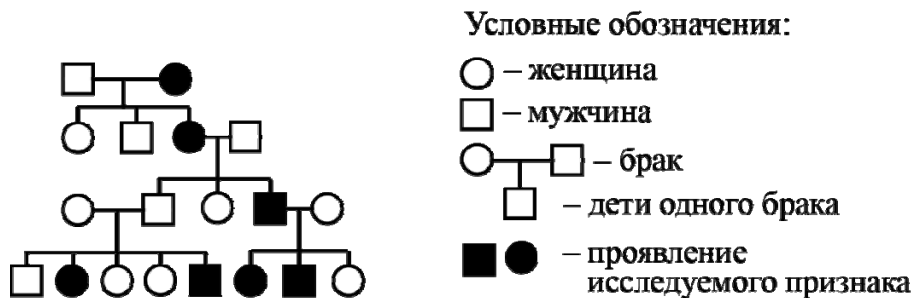 Условные обозначения:
– женщина
– мужчина
– брак
– дети одного брака
– проявление
исследуемого признака